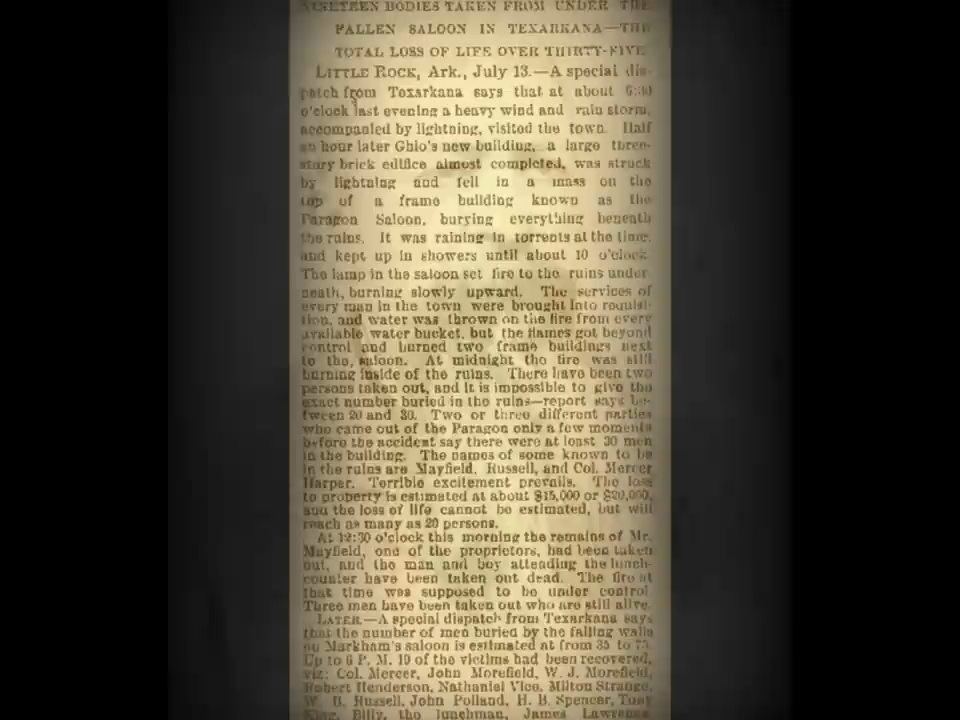 NINETEEN BODIES TAKEN FROM UNDER THE
FALLEN SALOON IN TEXARKANA—THE
TOTAL LOSS OF LIFE OVER THIRTY-FIVE
LITTLE ROCK, Ark., July 13.—A special dis-
patch from Texarkana says that at about 6:30
o'clock last evening a heavy wind and rain storm,
accompanied by lightning, visited the town. Half
an hour later Ghio's new building, a large three-
story brick edifice almost completed, was struck
by lightning and fell in a mass on the
top of a frame building known as the
Paragon Saloon, burying everything beneath
the ruins. It was raining in torrents at the time,
and kept up in showers until about 10 o'clock.
The lamp in the saloon set fire to the ruins under
neath, burning slowly upward. The services of
every man in the town were brought into requisi-
tion, and water was thrown on the fire from every
available water bucket, but the flames got beyond
control and burned two frame buildings next
to the saloon. At midnight the fire was still
burning inside of the ruins. There have been two
persons taken out, and it is impossible to give the
exact number buried in the ruins—report says be-
tween 20 and 30. Two or three different parties
who came out of the Paragon only a few moments
before the accident say there were at least 30 men
in the building. The names of some known to be
in the ruins are Mayfield, Russell, and Col. Mercer
Harper. Terrible excitement prevails. The loss
to property is estimated at about $15,000 or $20,000,
and the loss of life cannot be estimated, but will
reach as many as 20 persons.
At 12:30 o'clock this morning the remains of Mr.
Mayfield, one of the proprietors, had been taken
out, and the man and boy attending the lunch-
counter have been taken out dead. The fire at
that time was supposed to be under control.
Three men have been taken out who are still alive.
LATER.—A special dispatch from Texarkana says
that the number of men buried by the falling walls
on Markham's saloon is estimated at from 35 to
Up to 6 P. M. 19 of the victims had been recovered,
viz: Col. Mercer, John Morefield, W. J. Morefield,
Robert Henderson, Nathaniel Vico, Milton Strange,
W. B. Russell, John Polland, H. B. Spencer, Tony
King, Billy, the lunchman, James Lawrence,